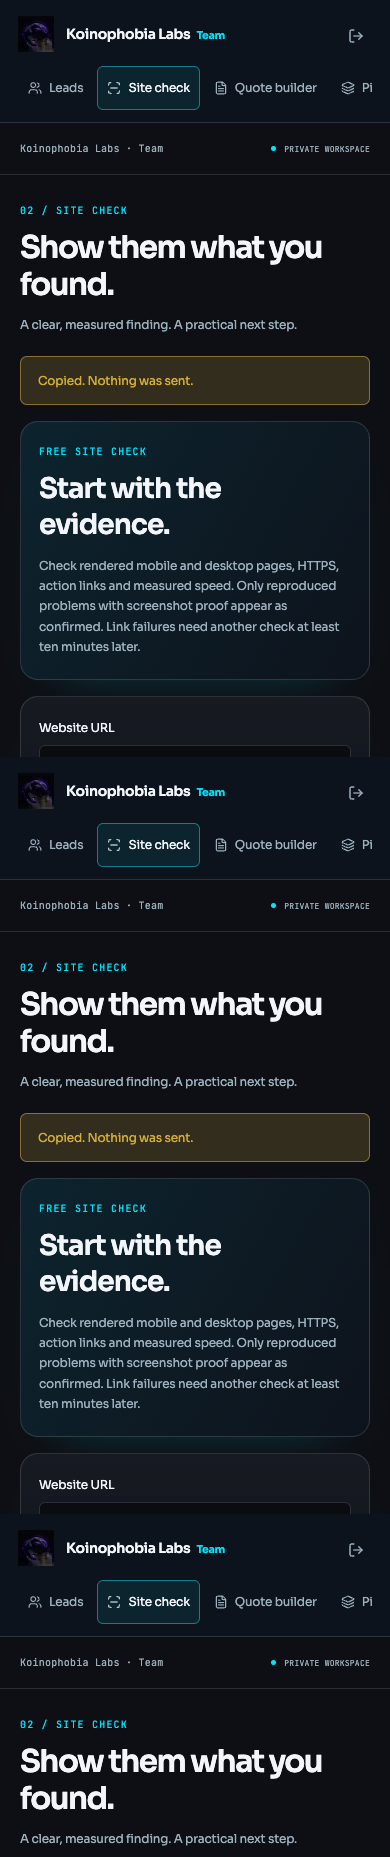 Koinophobia Labs Team
Leads Site check Quote builder Pi
Koinophobia Labs · Team PRIVATE WORKSPACE
02 / SITE CHECK
Show them what you
found.
A clear, measured finding. A practical next step.
Copied. Nothing was sent.
FREE SITE CHECK
Start with the
evidence.
Check rendered mobile and desktop pages, HTTPS,
action links and measured speed. Only reproduced
problems with screenshot proof appear as
confirmed. Link failures need another check at least
ten minutes later.
Website URL
Koinophobia Labs Team
Leads Site check Quote builder Pi
Koinophobia Labs · Team PRIVATE WORKSPACE
02 / SITE CHECK
Show them what you
found.
A clear, measured finding. A practical next step.
Copied. Nothing was sent.
FREE SITE CHECK
Start with the
evidence.
Check rendered mobile and desktop pages, HTTPS,
action links and measured speed. Only reproduced
problems with screenshot proof appear as
confirmed. Link failures need another check at least
ten minutes later.
Website URL
Koinophobia Labs Team
Leads Site check Quote builder Pi
Koinophobia Labs · Team PRIVATE WORKSPACE
02 / SITE CHECK
Show them what you
found.
A clear, measured finding. A practical next step.